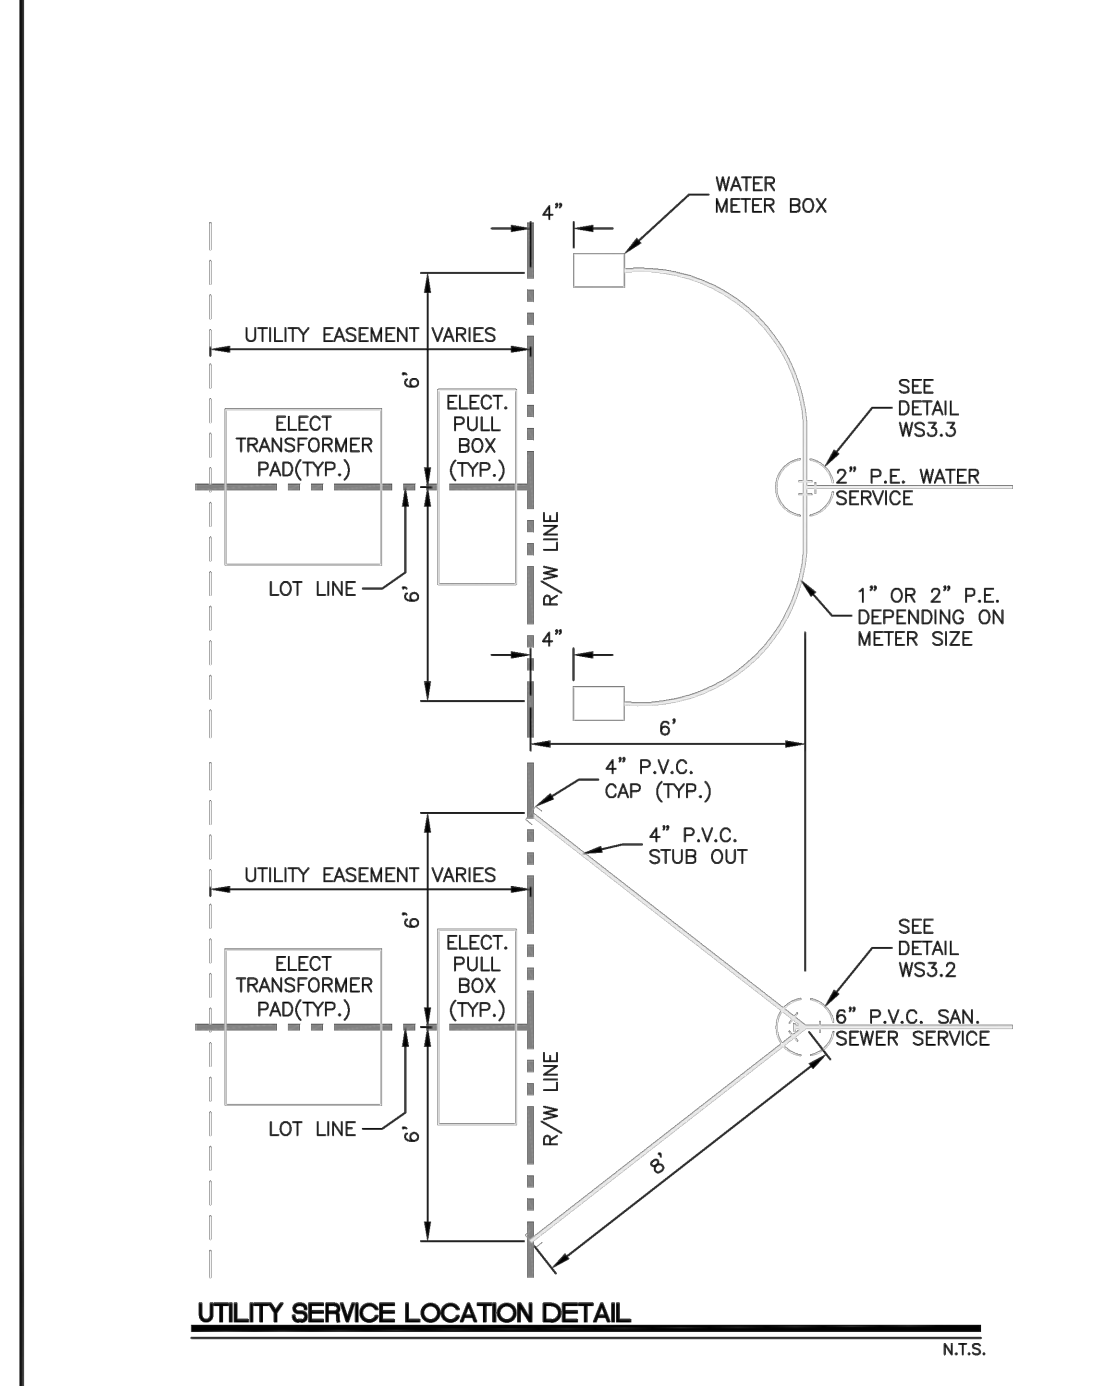 WATER
METER BOX
4”
UTILITY EASEMENT VARIES
6’
SEE
DETAIL
WS3.3
ELECT
TRANSFORMER
PAD(TYP.)
ELECT.
PULL
BOX
(TYP.)
2” P.E. WATER
SERVICE
R/W LINE
LOT LINE
6’
1” OR 2” P.E.
DEPENDING ON
METER SIZE
4”
6’
4” P.V.C.
CAP (TYP.)
4” P.V.C.
STUB OUT
UTILITY EASEMENT VARIES
6’
SEE
DETAIL
WS3.2
ELECT
TRANSFORMER
PAD(TYP.)
ELECT.
PULL
BOX
(TYP.)
6” P.V.C. SAN.
SEWER SERVICE
R/W LINE
LOT LINE
6’
8’
UTILITY SERVICE LOCATION DETAIL
N.T.S.